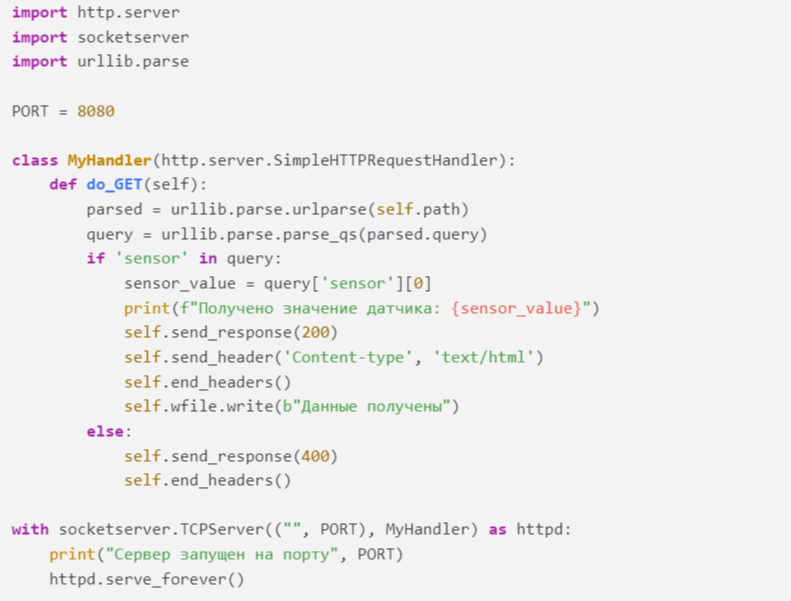 import http.server
import socketserver
import urllib.parse

PORT = 8080

class MyHandler(http.server.SimpleHTTPRequestHandler):
    def do_GET(self):
        parsed = urllib.parse.urlparse(self.path)
        query = urllib.parse.parse_qs(parsed.query)
        if 'sensor' in query:
            sensor_value = query['sensor'][0]
            print(f"Получено значение датчика: {sensor_value}")
            self.send_response(200)
            self.send_header('Content-type', 'text/html')
            self.end_headers()
            self.wfile.write(b"Данные получены")
        else:
            self.send_response(400)
            self.end_headers()

with socketserver.TCPServer(("", PORT), MyHandler) as httpd:
    print("Сервер запущен на порту", PORT)
    httpd.serve_forever()